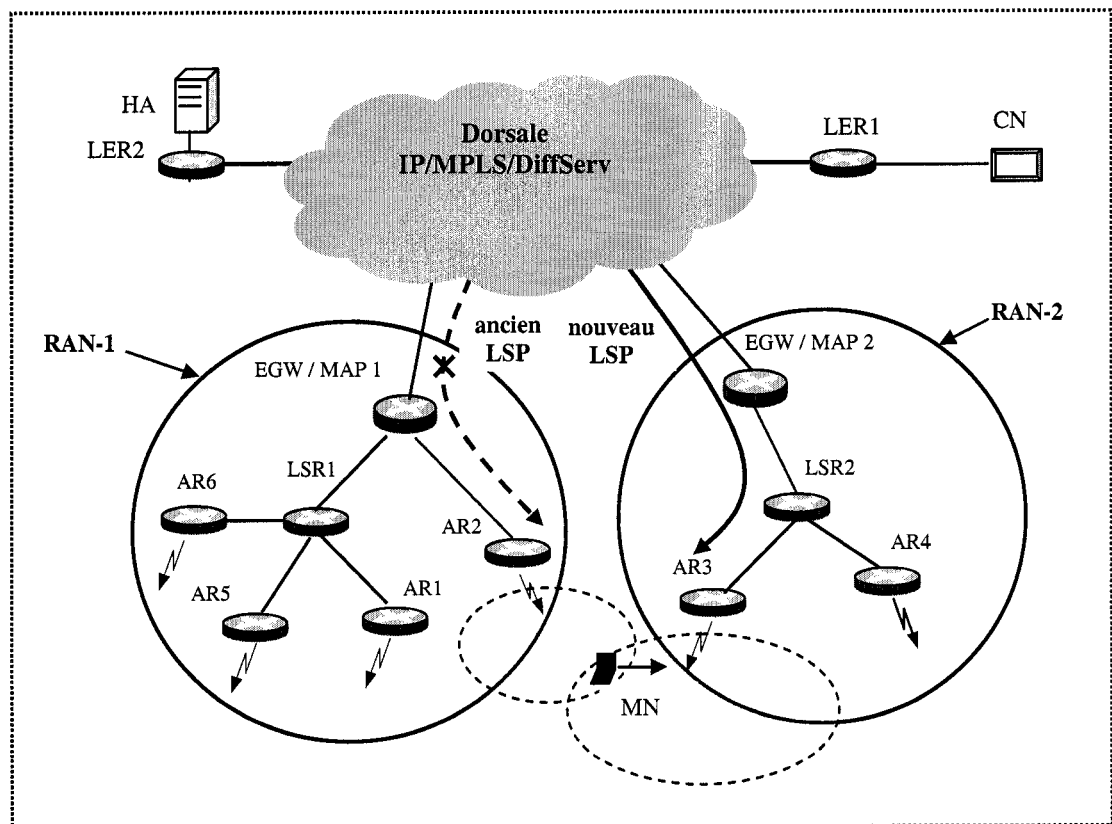 HA
LER2
Dorsale
IP/MPLS/DiffServ
LER1
CN
RAN-1
ancien
LSP
nouveau
LSP
RAN-2
EGW / MAP 1
EGW / MAP 2
LSR1
LSR2
AR6
AR2
AR5
AR1
AR3
AR4
MN